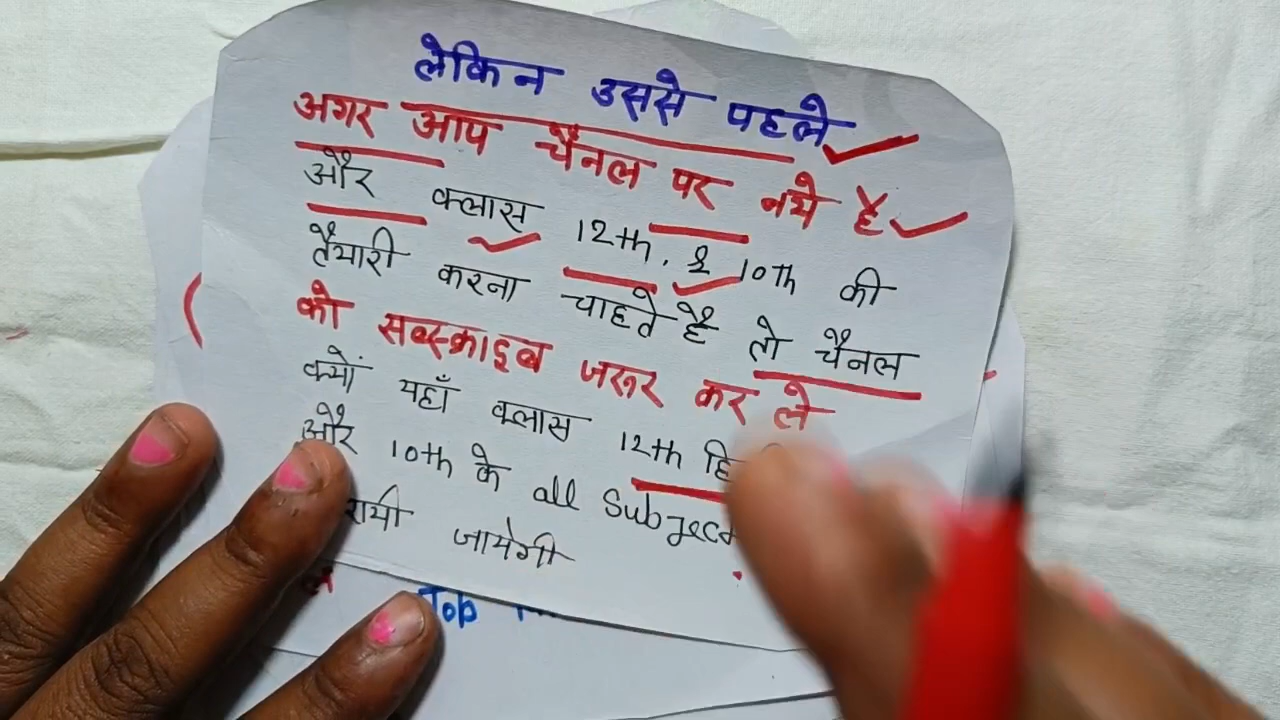 लेकिन उससे पहले
अगर आप चैनल पर नये है
और क्लास 12th, & 10th की
तैयारी करना चाहते है तो चैनल
को सब्स्क्राइब जरूर कर ले
क्यों यहाँ क्लास 12th
और 10th के all Subject
जायेगी
Top